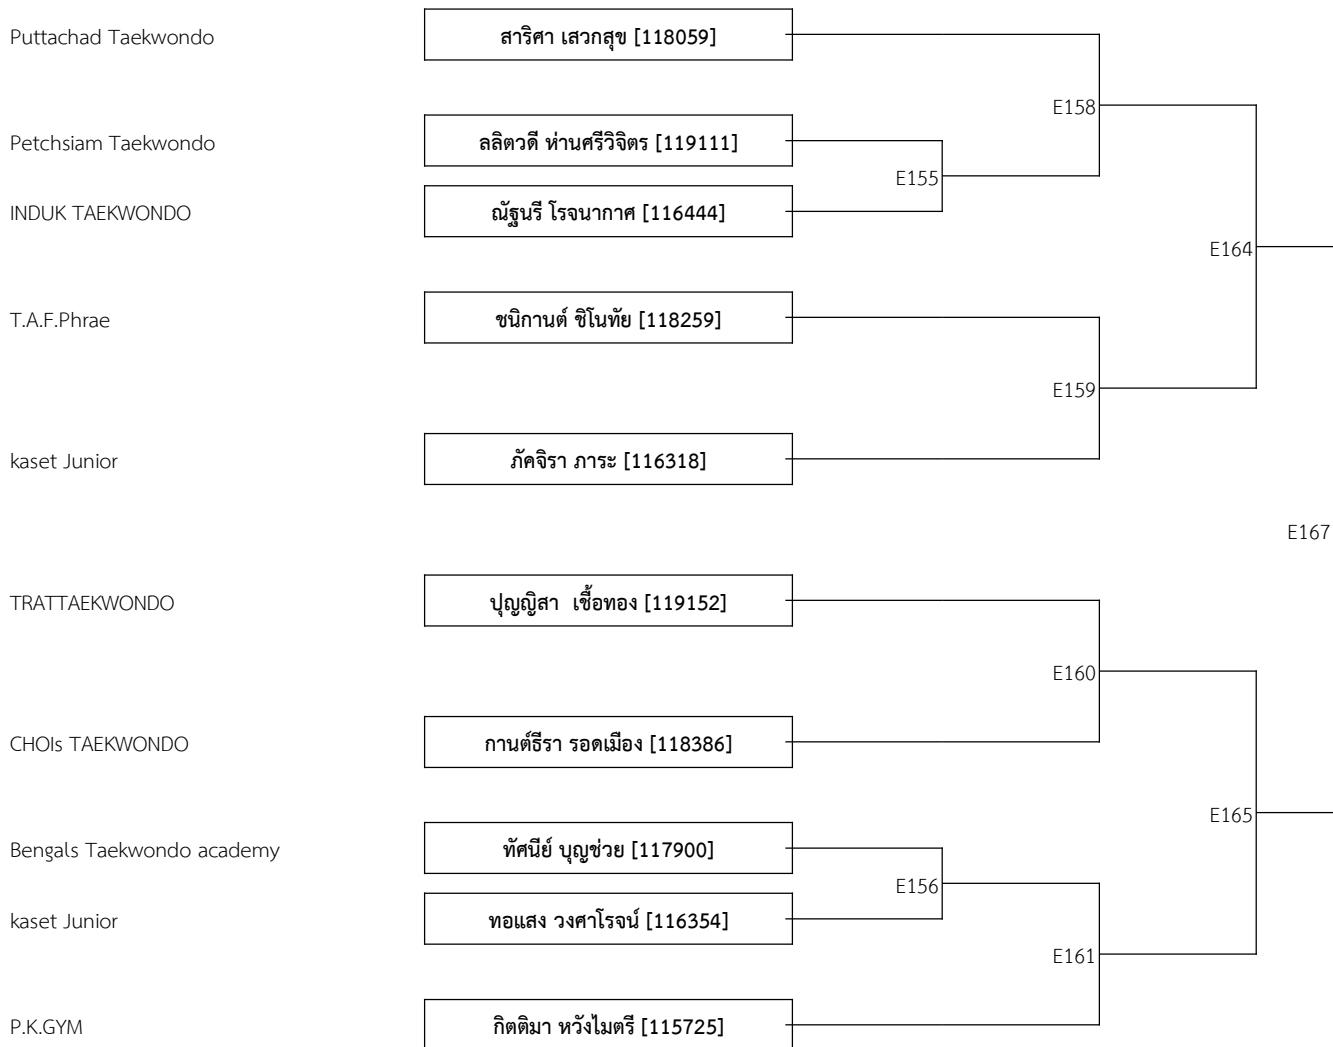 Puttachad Taekwondo
สาริศา เสวกสุข [118059]
E158
Petchsiam Taekwondo
ลลิตวดี ห่านศรีวิจิตร [119111]
E155
INDUK TAEKWONDO
ณัฐนรี โรจนากาศ [116444]
E164
T.A.F.Phrae
ชนิกานต์ ชิโนทัย [118259]
E159
kaset Junior
ภัคจิรา ภาระ [116318]
E167
TRATTAEKWONDO
ปุญญิสา เชื้อทอง [119152]
E160
CHOIs TAEKWONDO
กานต์ธีรา รอดเมือง [118386]
E165
Bengals Taekwondo academy
ทัศนีย์ บุญช่วย [117900]
E156
kaset Junior
ทอแสง วงศาโรจน์ [116354]
E161
P.K.GYM
กิตติมา หวังไมตรี [115725]